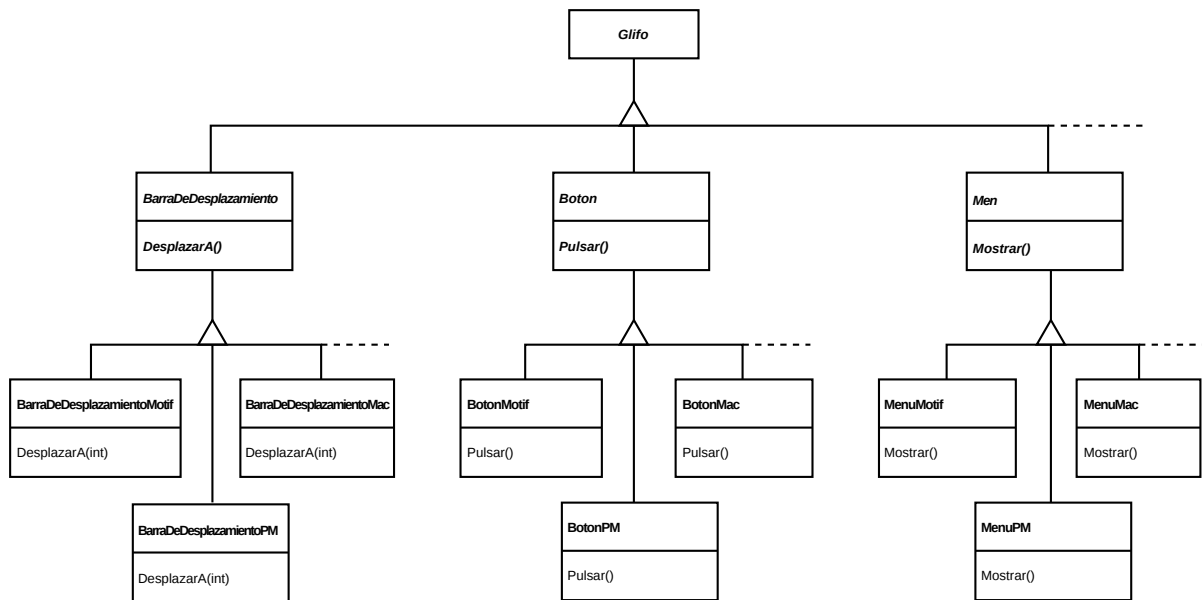 Glifo
BarraDeDesplazamiento
DesplazarA()
Boton
Pulsar()
Men
Mostrar()
BarraDeDesplazamientoMotif
DesplazarA(int)
BarraDeDesplazamientoMac
DesplazarA(int)
BotonMotif
Pulsar()
BotonMac
Pulsar()
MenuMotif
Mostrar()
MenuMac
Mostrar()
BarraDeDesplazamientoPM
DesplazarA(int)
BotonPM
Pulsar()
MenuPM
Mostrar()